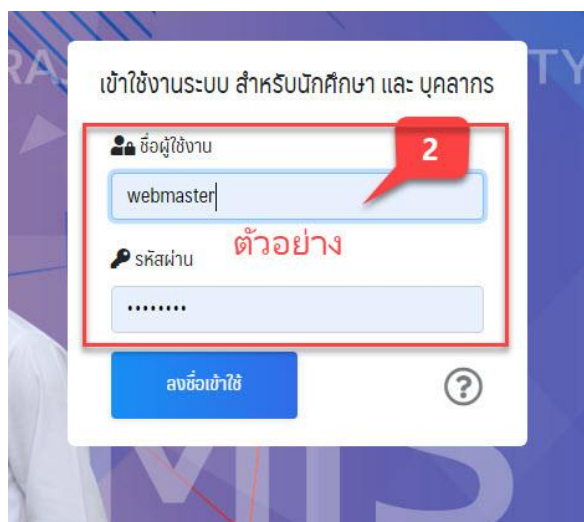 เข้าใช้งานระบบ สำหรับนักศึกษา และ บุคลากร
ชื่อผู้ใช้งาน
2
webmaster
ตัวอย่าง
รหัสผ่าน
••••••••
ลงชื่อเข้าใช้
?
MIS